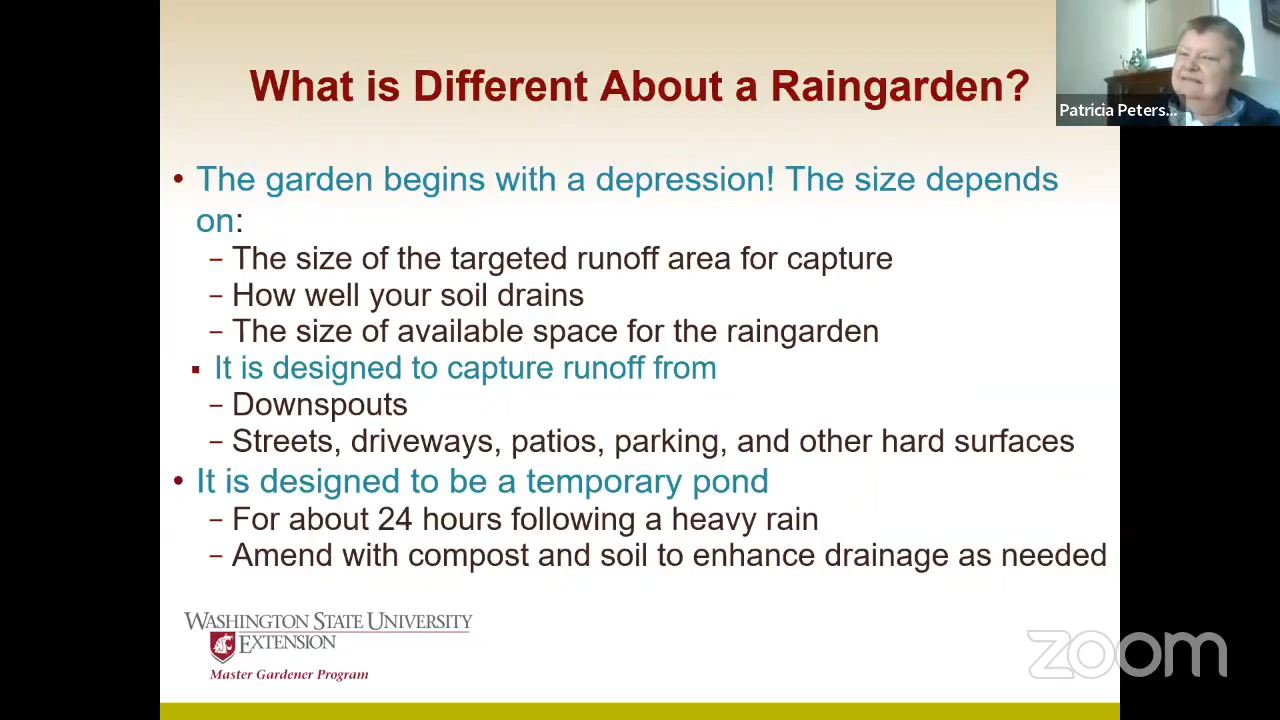 What is Different About a Raingarden?
Patricia Peters...
• The garden begins with a depression! The size depends
on:
– The size of the targeted runoff area for capture
– How well your soil drains
– The size of available space for the raingarden
▪ It is designed to capture runoff from
– Downspouts
– Streets, driveways, patios, parking, and other hard surfaces
• It is designed to be a temporary pond
– For about 24 hours following a heavy rain
– Amend with compost and soil to enhance drainage as needed
WASHINGTON STATE UNIVERSITY
EXTENSION
Master Gardener Program
zoom